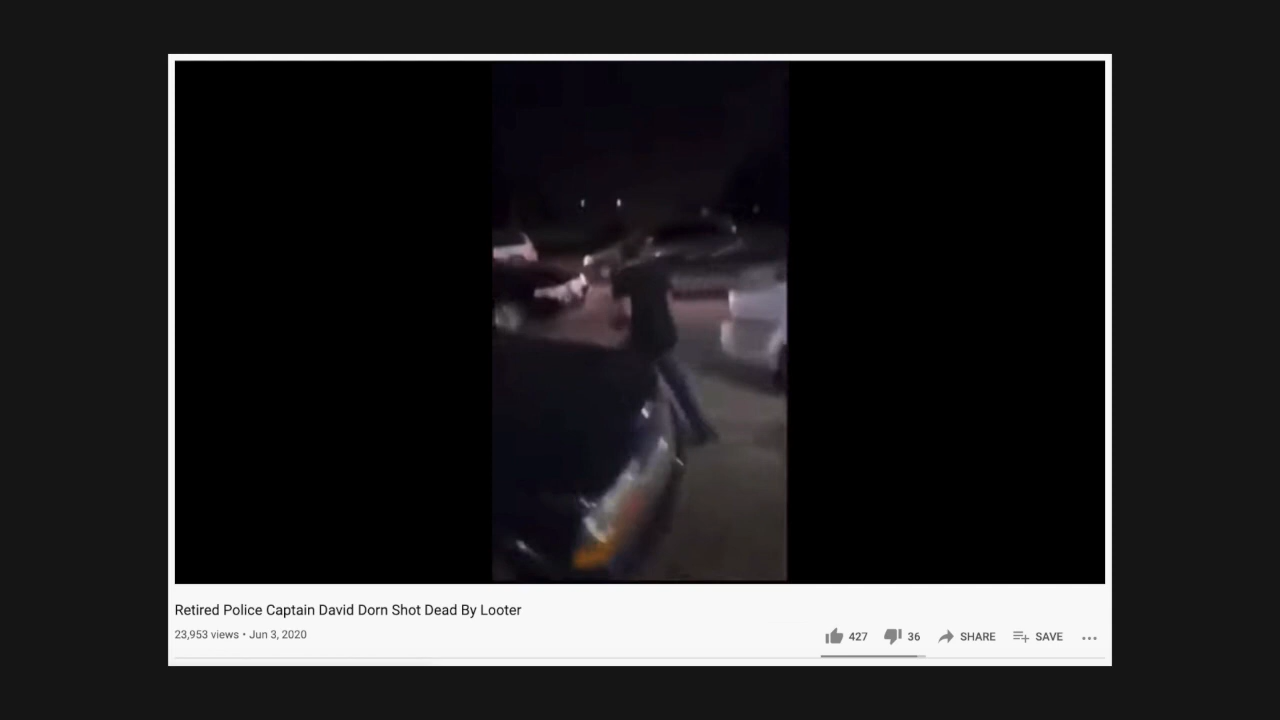 Retired Police Captain David Dorn Shot Dead By Looter
23,953 views • Jun 3, 2020
427 36 SHARE SAVE